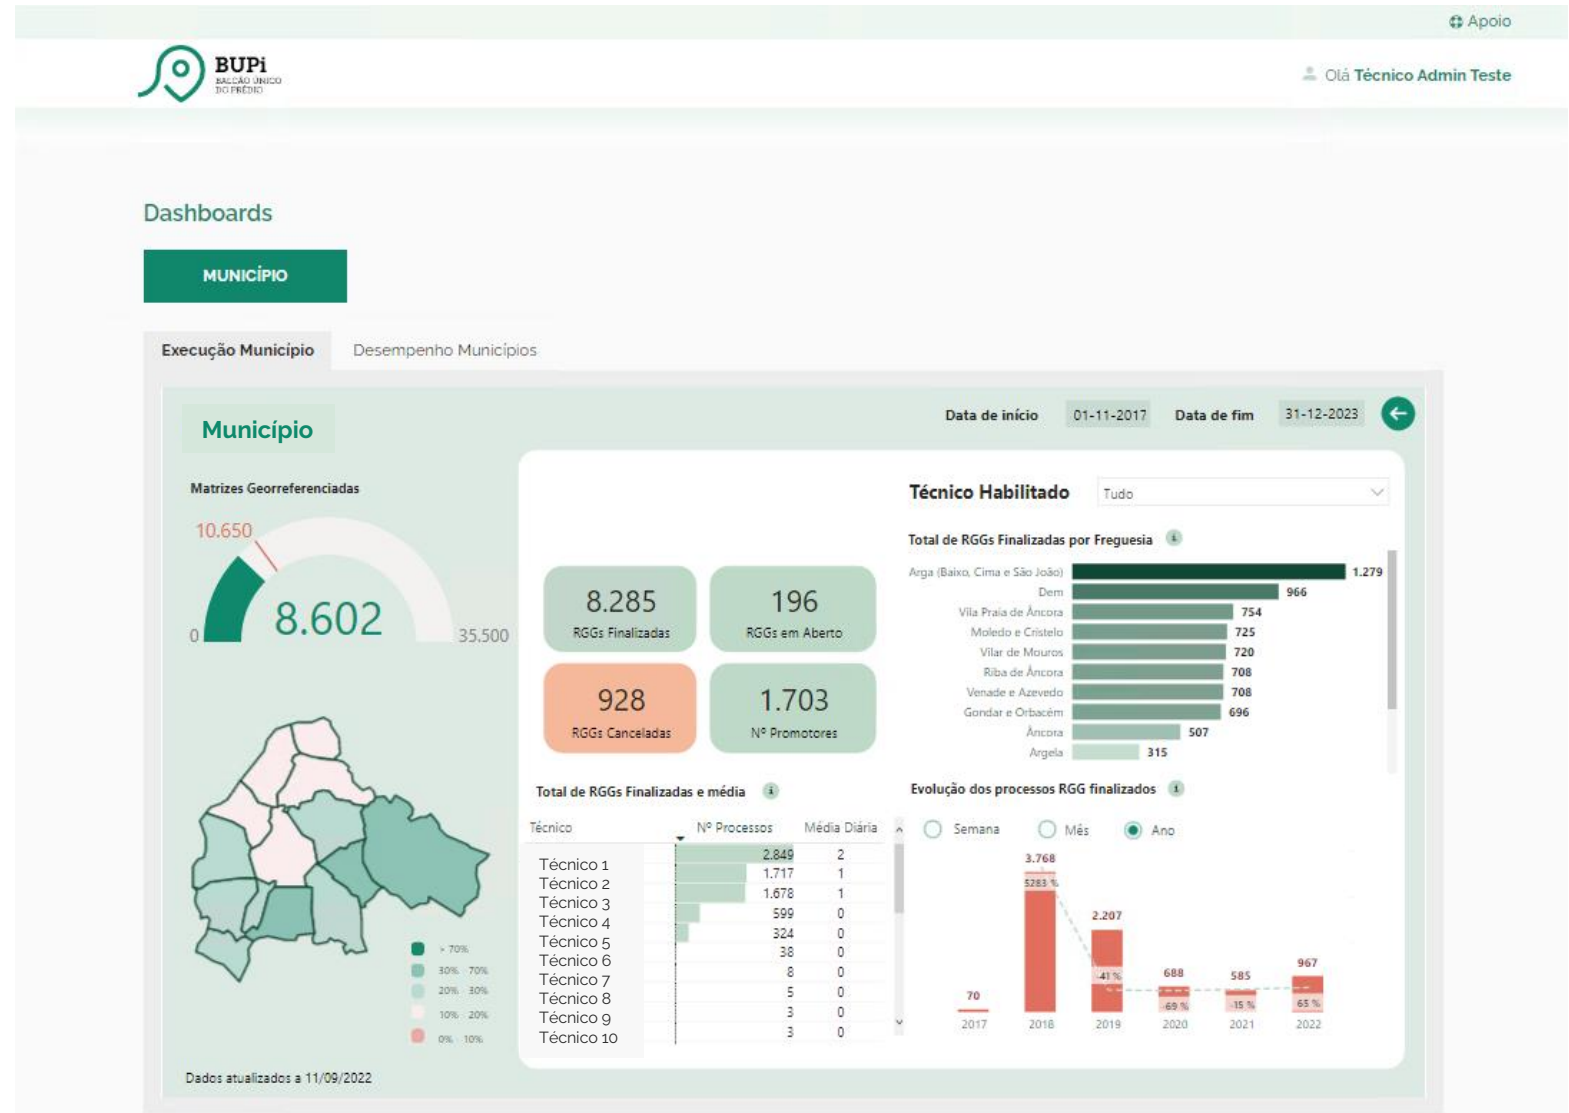 Apoio
BUPi
BALCÃO ÚNICO
DO PRÉDIO
Olá Técnico Admin Teste
Dashboards
MUNICÍPIO
Execução Município
Desempenho Municípios
Município
Data de início 01-11-2017 Data de fim 31-12-2023
Matrizes Georreferenciadas
10.650
8.602
0
35.500
> 70%
30% - 70%
20% - 30%
10% - 20%
0% - 10%
Dados atualizados a 11/09/2022
8.285
RGGs Finalizadas
196
RGGs em Aberto
928
RGGs Canceladas
1.703
Nº Promotores
Técnico Habilitado Tudo
Total de RGGs Finalizadas por Freguesia
Arga (Baixo, Cima e São João) 1.279
Dem 966
Vila Praia de Âncora 754
Moledo e Cristelo 725
Vilar de Mouros 720
Riba de Âncora 708
Venade e Azevedo 708
Gondar e Orbacém 696
Âncora 507
Argela 315
Total de RGGs Finalizadas e média
Técnico Nº Processos Média Diária
Técnico 1 2.849 2
Técnico 2 1.717 1
Técnico 3 1.678 1
Técnico 4 599 0
Técnico 5 324 0
Técnico 6 38 0
Técnico 7 8 0
Técnico 8 5 0
Técnico 9 3 0
Técnico 10 3 0
Evolução dos processos RGG finalizados
Semana Mês Ano
70
3.768
5283 %
2.207
-41 %
688
-69 %
585
-15 %
967
65 %
2017 2018 2019 2020 2021 2022